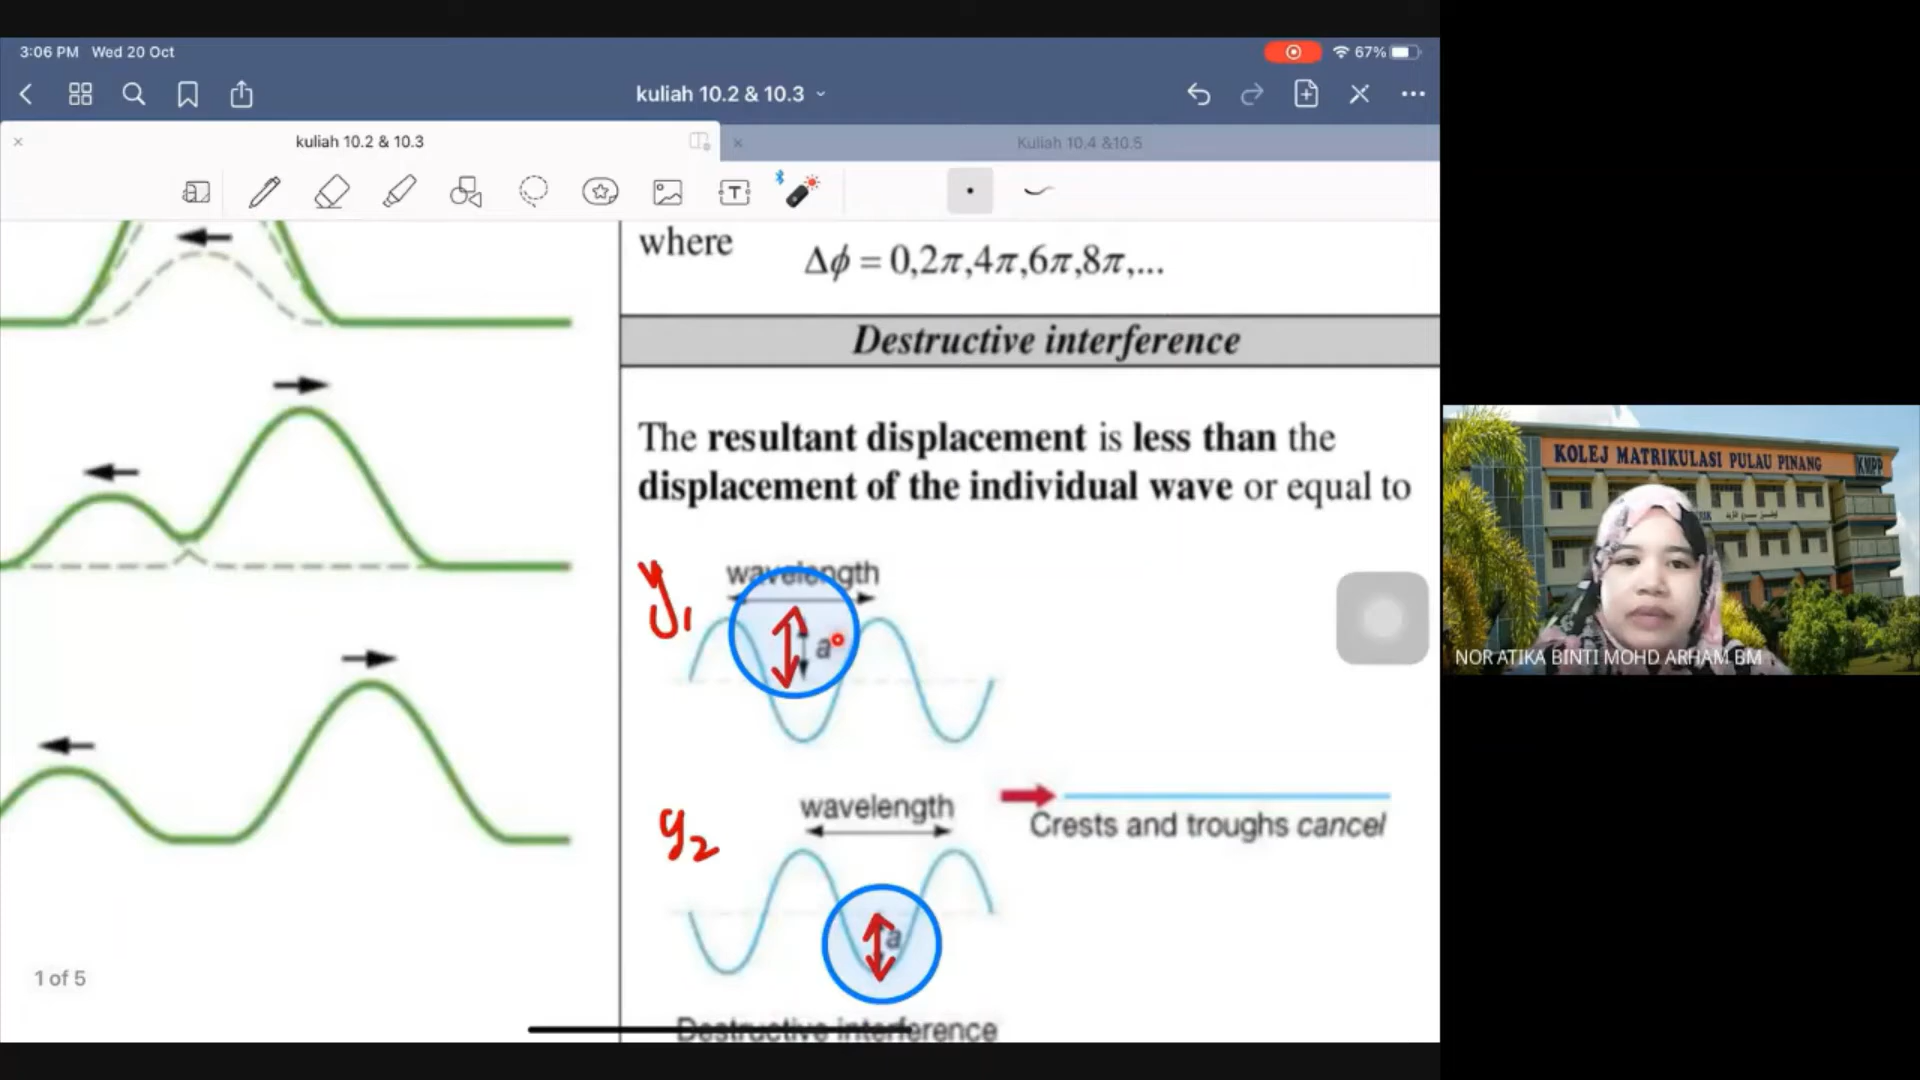 3:06 PM Wed 20 Oct
67%
kuliah 10.2 & 10.3
kuliah 10.2 & 10.3
Kuliah 10.4 &10.5
where
Δϕ = 0,2π,4π,6π,8π,...
Destructive interference
The resultant displacement is less than the
displacement of the individual wave or equal to
y1
wavelength
a
y2
wavelength
a
Crests and troughs cancel
Destructive interference
1 of 5
KOLEJ MATRIKULASI PULAU PINANG
KMPP
NOR ATIKA BINTI MOHD ARHAM BM